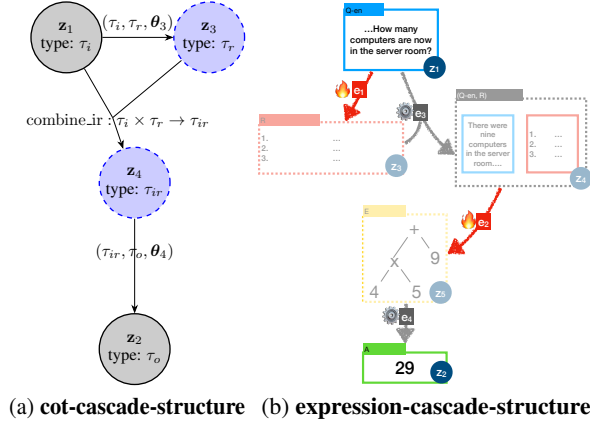 z₁
type: τᵢ
(τᵢ, τᵣ, θ₃)
z₃
type: τᵣ
combine_ir : τᵢ × τᵣ → τᵢᵣ
z₄
type: τᵢᵣ
(τᵢᵣ, τₒ, θ₄)
z₂
type: τₒ
(a) cot-cascade-structure
Q-en
...How many
computers are now
in the server room?
z₁
e₁
e₃
R
1. ...
2. ...
3. ...
z₃
(Q-en, R)
There were
nine
computers
in the server
room....
1. ...
2. ...
3. ...
z₄
e₂
E
+
x 9
4 5
z₅
e₄
A
29
z₂
(b) expression-cascade-structure